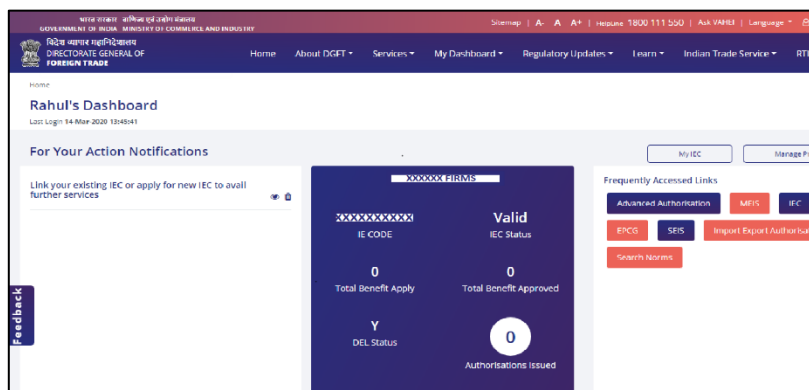 भारत सरकार वाणिज्य एवं उद्योग मंत्रालय
GOVERNMENT OF INDIA MINISTRY OF COMMERCE AND INDUSTRY
Sitemap | A- A A+ | Helpline 1800 111 550 | Ask VAHEI | Language
विदेश व्यापार महानिदेशालय
DIRECTORATE GENERAL OF
FOREIGN TRADE
Home About DGFT Services My Dashboard Regulatory Updates Learn Indian Trade Service RTI
Home
Rahul's Dashboard
Last Login 14-Mar-2020 13:45:41
For Your Action Notifications
My IEC Manage
Link your existing IEC or apply for new IEC to avail
further services
XXXXXX FIRMS
XXXXXXXXXX Valid
IE CODE IEC Status
0 0
Total Benefit Apply Total Benefit Approved
Y 0
DEL Status Authorisations Issued
Frequently Accessed Links
Advanced Authorisation MEIS IEC
EPCG SEIS Import Export
Search Norms
Feedback